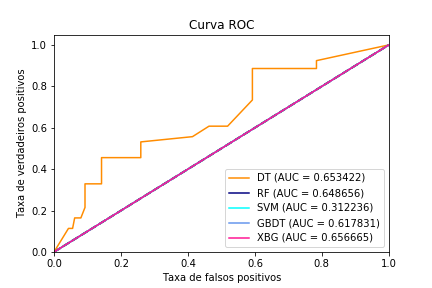 Curva ROC
Taxa de verdadeiros positivos
1.0
0.8
0.6
0.4
0.2
0.0
DT (AUC = 0.653422)
RF (AUC = 0.648656)
SVM (AUC = 0.312236)
GBDT (AUC = 0.617831)
XBG (AUC = 0.656665)
0.0 0.2 0.4 0.6 0.8 1.0
Taxa de falsos positivos